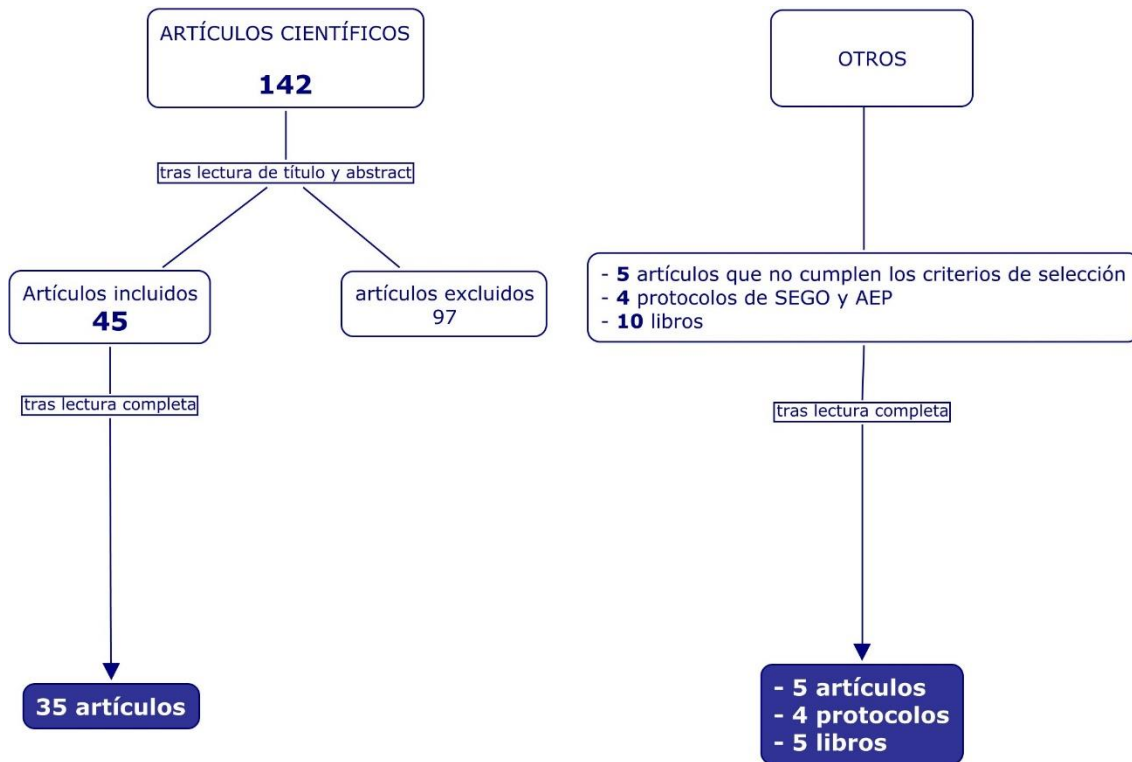 ARTÍCULOS CIENTÍFICOS
142
tras lectura de título y abstract
Artículos incluidos
45
artículos excluidos
97
tras lectura completa
35 artículos
OTROS
- 5 artículos que no cumplen los criterios de selección
- 4 protocolos de SEGO y AEP
- 10 libros
tras lectura completa
- 5 artículos
- 4 protocolos
- 5 libros